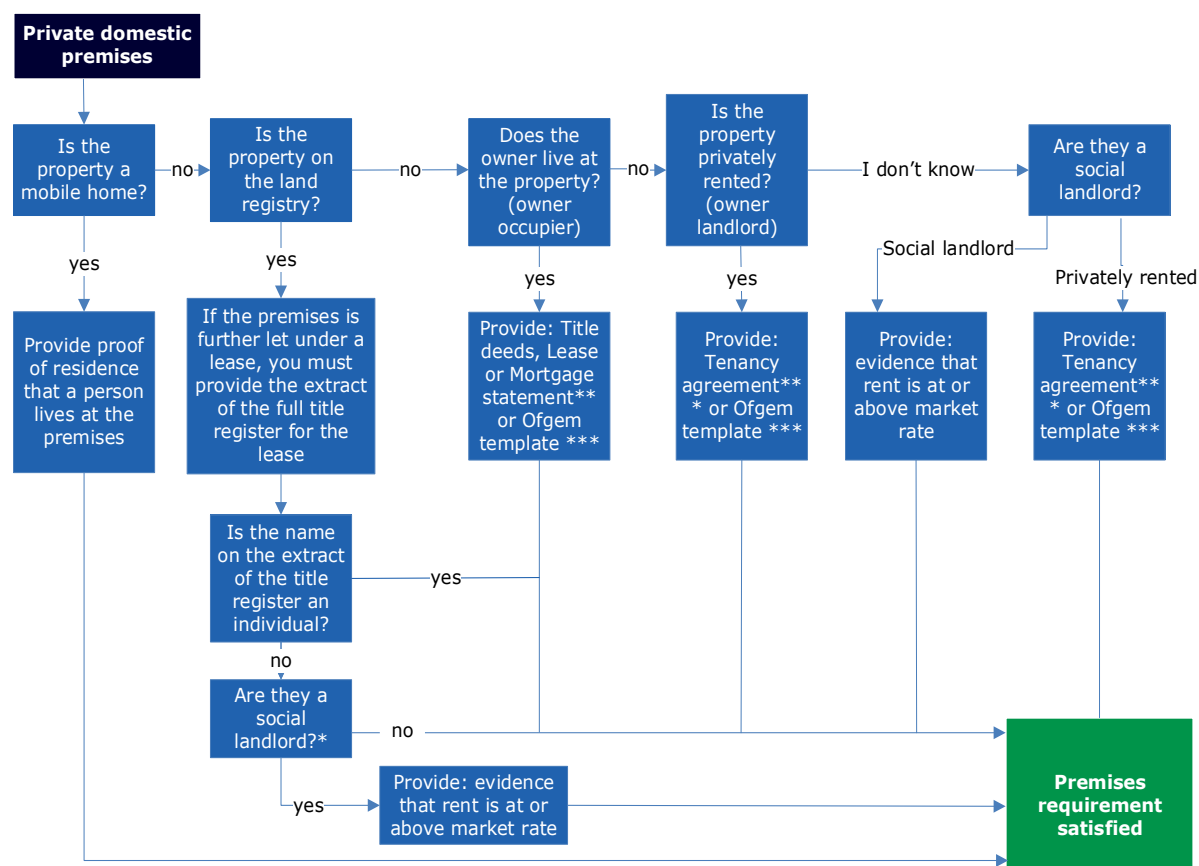 Private domestic
premises
Is the
property a
mobile home?
no
Is the
property on
the land
registry?
no
Does the
owner live at
the property?
(owner
occupier)
no
Is the
property
privately
rented?
(owner
landlord)
I don’t know
Are they a
social
landlord?
yes
yes
yes
yes
Social landlord
Privately rented
Provide proof
of residence
that a person
lives at the
premises
If the premises is
further let under a
lease, you must
provide the extract
of the full title
register for the
lease
Provide: Title
deeds, Lease
or Mortgage
statement**
or Ofgem
template ***
Provide:
Tenancy
agreement**
* or Ofgem
template ***
Provide:
evidence that
rent is at or
above market
rate
Provide:
Tenancy
agreement**
* or Ofgem
template ***
Is the name
on the extract
of the title
register an
individual?
yes
no
Are they a
social
landlord?*
no
yes
Provide: evidence
that rent is at or
above market rate
Premises
requirement
satisfied